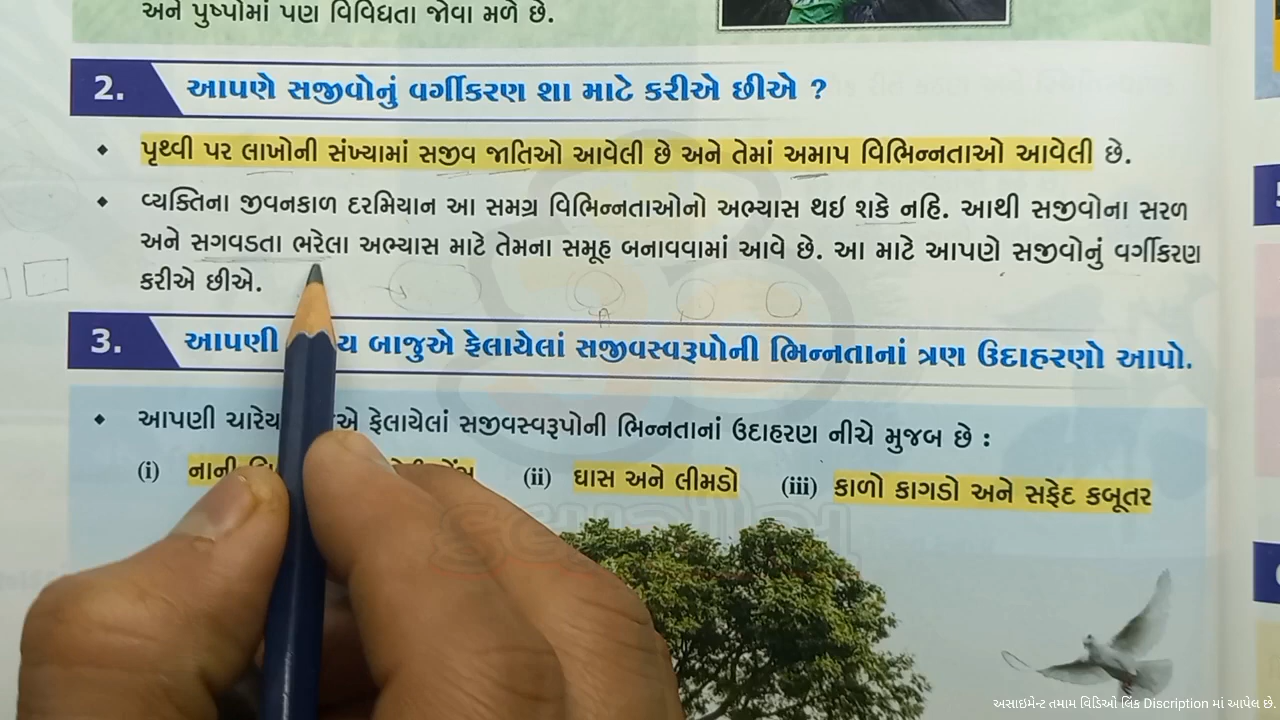 અને પુષ્પોમાં પણ વિવિધતા જોવા મળે છે.
2. આપણે સજીવોનું વર્ગીકરણ શા માટે કરીએ છીએ ?
પૃથ્વી પર લાખોની સંખ્યામાં સજીવ જાતિઓ આવેલી છે અને તેમાં અમાપ વિભિન્નતાઓ આવેલી છે.
વ્યક્તિના જીવનકાળ દરમિયાન આ સમગ્ર વિભિન્નતાઓનો અભ્યાસ થઇ શકે નહિ. આથી સજીવોના સરળ
અને સગવડતા ભરેલા અભ્યાસ માટે તેમના સમૂહ બનાવવામાં આવે છે. આ માટે આપણે સજીવોનું વર્ગીકરણ
કરીએ છીએ.
3. આપણી બાજુએ ફેલાયેલાં સજીવસ્વરૂપોની ભિન્નતાનાં ત્રણ ઉદાહરણો આપો.
આપણી ચારેય ફેલાયેલાં સજીવસ્વરૂપોની ભિન્નતાનાં ઉદાહરણ નીચે મુજબ છે :
(i) નાની (ii) ઘાસ અને લીમડો (iii) કાળો કાગડો અને સફેદ કબૂતર
અસાઇમેન્ટ તમામ વિડિઓ લિંક Discription માં આપેલ છે.